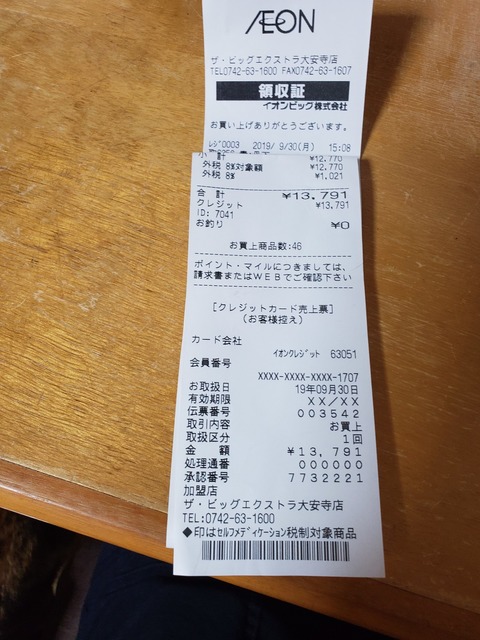 ÆON
ザ・ビッグエクストラ大安寺店
TEL0742-63-1600 FAX0742-63-1607
領収証
イオンビッグ株式会社
お買い上げありがとうございます。
レジ0003 2019/ 9/30(月) 15:08
小 計 ¥12,770
外税 8%対象額 ¥12,770
外税 8% ¥1,021
合 計 ¥13,791
クレジット ¥13,791
ID: 7041
お釣り ¥0
お買上商品数:46
ポイント・マイルにつきましては、
請求書またはWEBでご確認下さい
[クレジットカード売上票]
(お客様控え)
カード会社
イオンクレジット 63051
会員番号
XXXX-XXXX-XXXX-1707
お取扱日 19年09月30日
有効期限 XX/XX
伝票番号 003542
取引内容 お買上
取扱区分 1回
金 額 ¥13,791
処理通番 000000
承認番号 7732221
加盟店
ザ・ビッグエクストラ大安寺店
TEL:0742-63-1600
◆印はセルフメディケーション税制対象商品